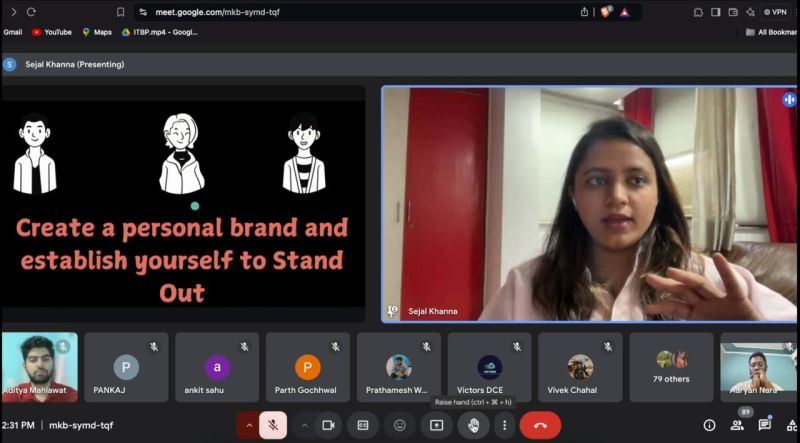 meet.google.com/mkb-symd-tqf
VPN
Gmail
YouTube
Maps
ITBP.mp4 - Googl...
All Bookmar
S
Sejal Khanna (Presenting)
Create a personal brand and
establish yourself to Stand
Out
Sejal Khanna
Aditya Mahlawat
P
PANKAJ
a
ankit sahu
P
Parth Gochhwal
Prathamesh W...
Victors DCE
Vivek Chahal
79 others
Aaryan Nara
Raise hand (ctrl + ⌘ + h)
2:31 PM | mkb-symd-tqf
89